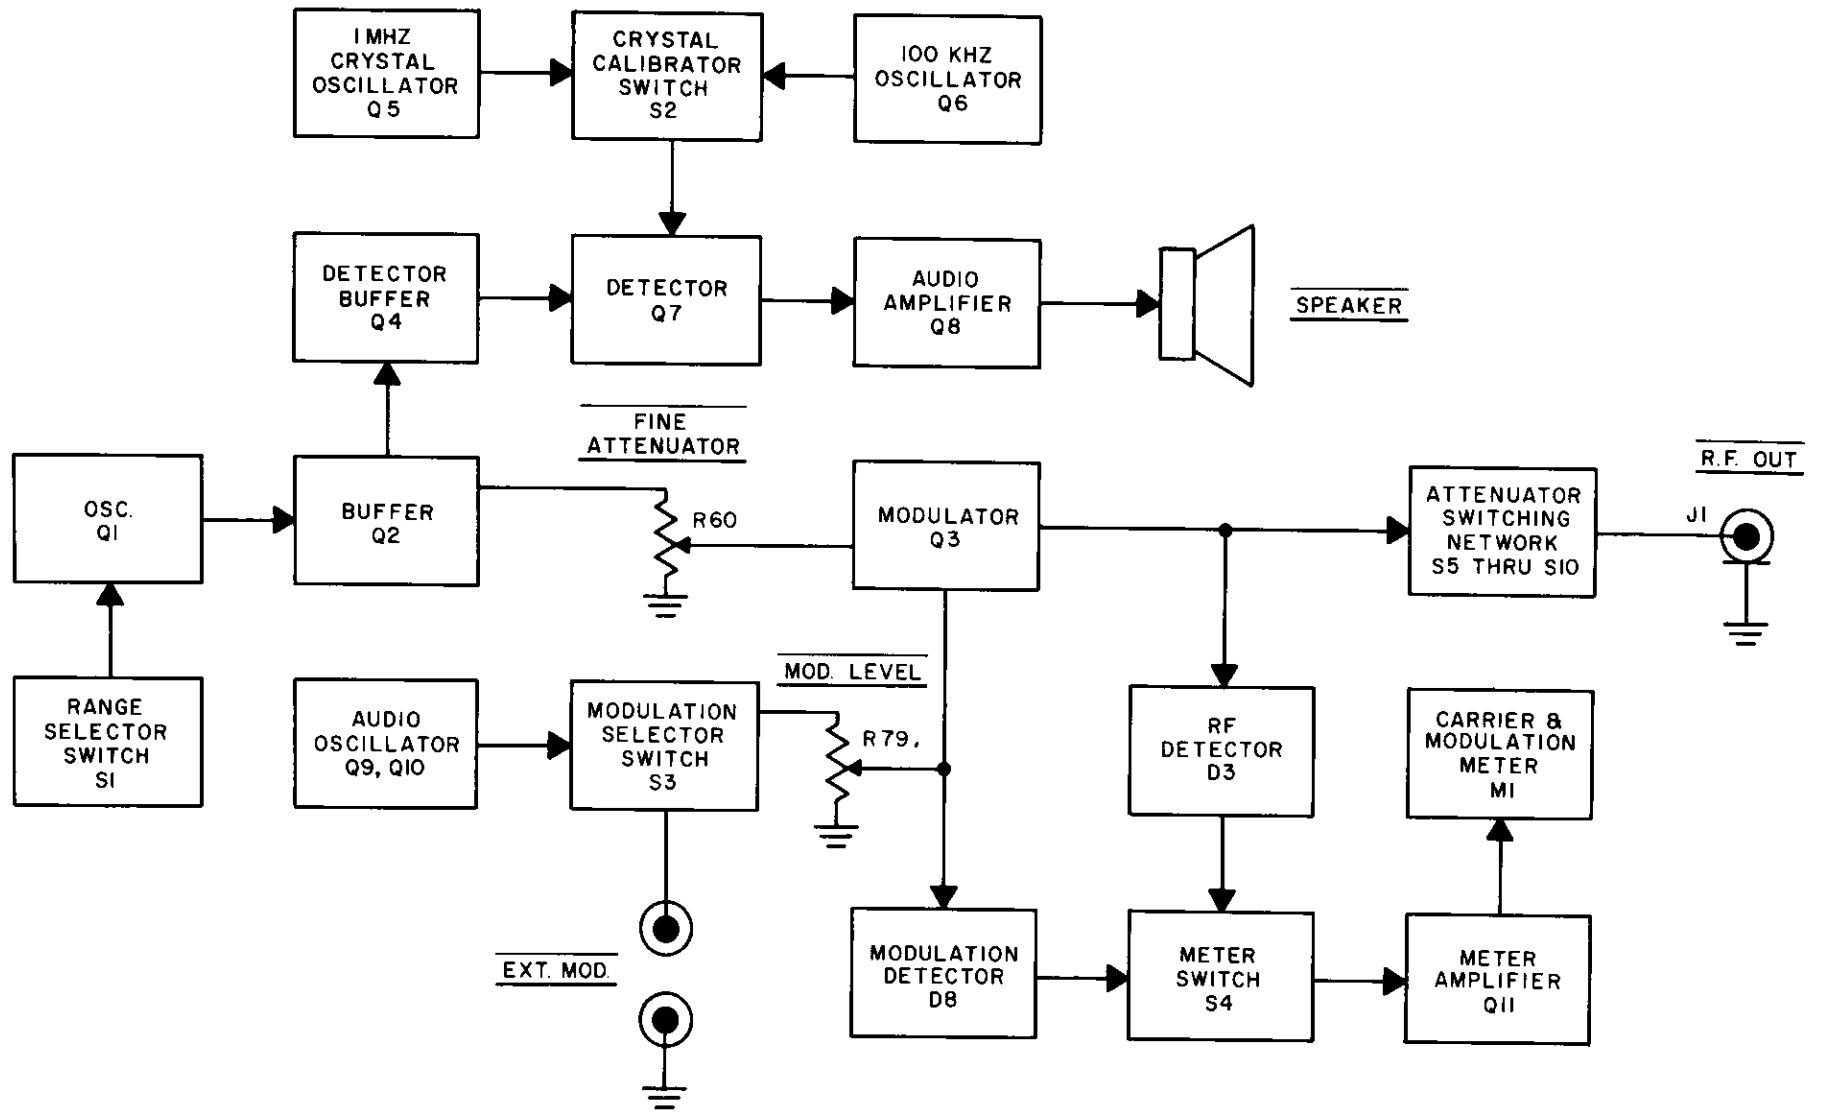 1 MHZ
CRYSTAL
OSCILLATOR
Q5
CRYSTAL
CALIBRATOR
SWITCH
S2
100 KHZ
OSCILLATOR
Q6
DETECTOR
BUFFER
Q4
DETECTOR
Q7
AUDIO
AMPLIFIER
Q8
SPEAKER
FINE
ATTENUATOR
OSC.
Q1
BUFFER
Q2
R60
MODULATOR
Q3
ATTENUATOR
SWITCHING
NETWORK
S5 THRU S10
R.F. OUT
J1
RANGE
SELECTOR
SWITCH
S1
AUDIO
OSCILLATOR
Q9, Q10
MODULATION
SELECTOR
SWITCH
S3
MOD. LEVEL
R79,
RF
DETECTOR
D3
CARRIER &
MODULATION
METER
M1
EXT. MOD.
MODULATION
DETECTOR
D8
METER
SWITCH
S4
METER
AMPLIFIER
Q11